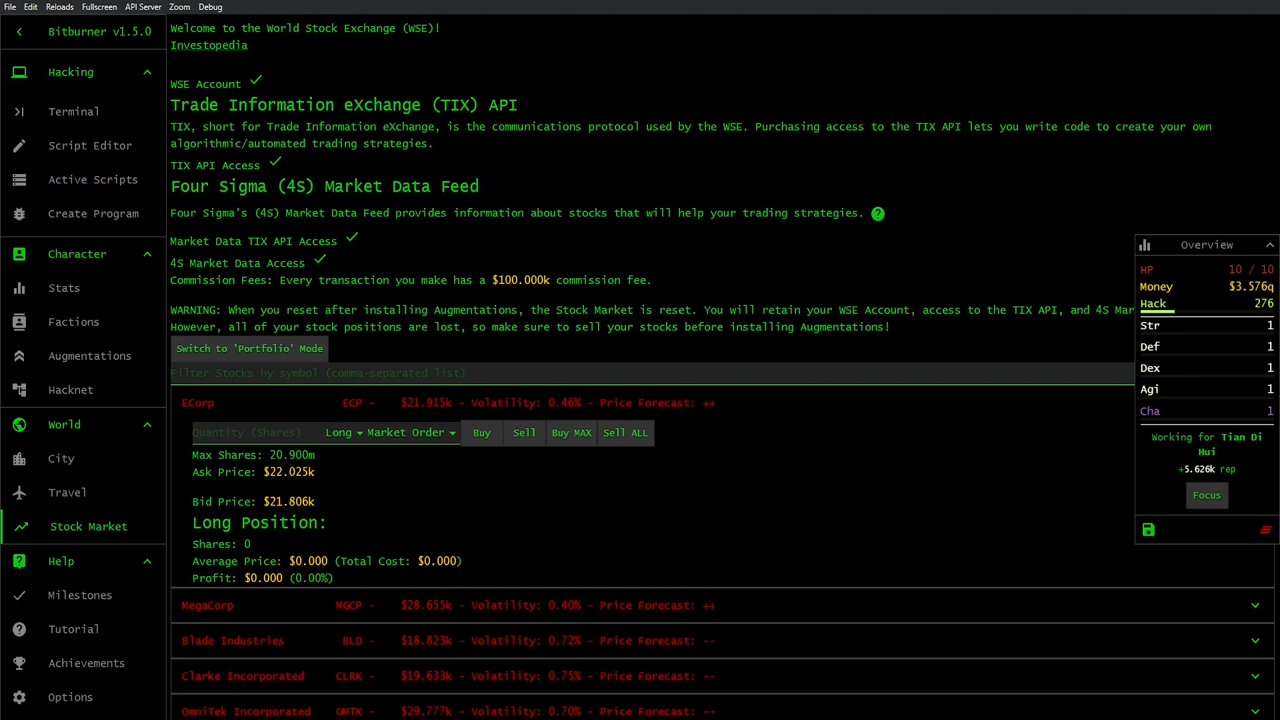 File Edit Reloads Fullscreen API Server Zoom Debug
Bitburner v1.5.0
Hacking
Terminal
Script Editor
Active Scripts
Create Program
Character
Stats
Factions
Augmentations
Hacknet
World
City
Travel
Stock Market
Help
Milestones
Tutorial
Achievements
Options
Welcome to the World Stock Exchange (WSE)!
Investopedia
WSE Account
Trade Information eXchange (TIX) API
TIX, short for Trade Information eXchange, is the communications protocol used by the WSE. Purchasing access to the TIX API lets you write code to create your own
algorithmic/automated trading strategies.
TIX API Access
Four Sigma (4S) Market Data Feed
Four Sigma's (4S) Market Data Feed provides information about stocks that will help your trading strategies. ?
Market Data TIX API Access
4S Market Data Access
Commission Fees: Every transaction you make has a $100.000k commission fee.
WARNING: When you reset after installing Augmentations, the Stock Market is reset. You will retain your WSE Account, access to the TIX API, and 4S Mar
However, all of your stock positions are lost, so make sure to sell your stocks before installing Augmentations!
Switch to 'Portfolio' Mode
Filter Stocks by symbol (comma-separated list)
ECorp ECP - $21.915k - Volatility: 0.46% - Price Forecast: ++
Quantity (Shares) Long Market Order Buy Sell Buy MAX Sell ALL
Max Shares: 20.900m
Ask Price: $22.025k
Bid Price: $21.806k
Long Position:
Shares: 0
Average Price: $0.000 (Total Cost: $0.000)
Profit: $0.000 (0.00%)
MegaCorp MGCP - $28.655k - Volatility: 0.40% - Price Forecast: ++
Blade Industries BLD - $18.823k - Volatility: 0.72% - Price Forecast: --
Clarke Incorporated CLRK - $19.633k - Volatility: 0.75% - Price Forecast: --
OmniTek Incorporated OMTK - $29.777k - Volatility: 0.70% - Price Forecast: --
Overview
HP 10 / 10
Money $3.576q
Hack 276
Str 1
Def 1
Dex 1
Agi 1
Cha 1
Working for Tian Di
Hui
+5.626k rep
Focus